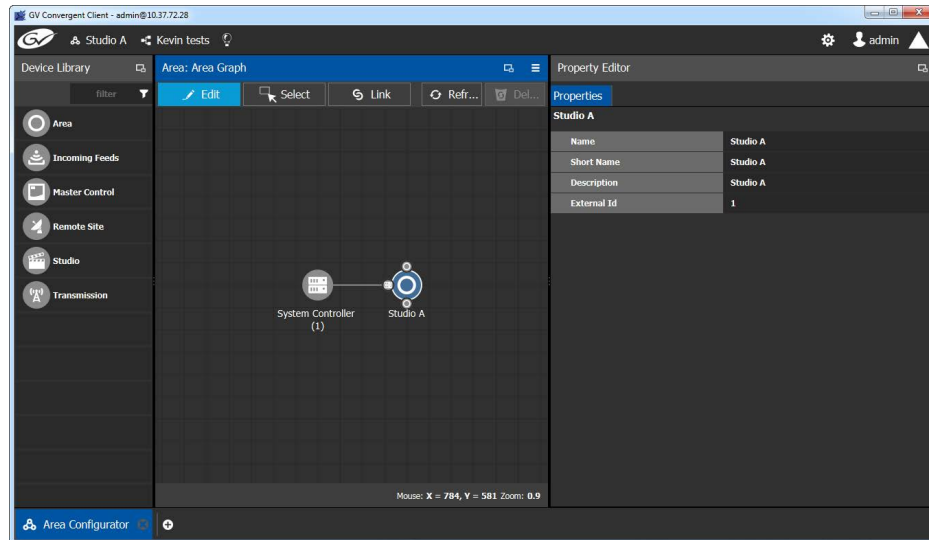 GV Convergent Client - admin@10.37.72.28
GV Studio A Kevin tests admin
Device Library
filter
Area
Incoming Feeds
Master Control
Remote Site
Studio
Transmission
Area: Area Graph
Edit Select Link Refr... Del...
System Controller
(1)
Studio A
Mouse: X = 784, Y = 581 Zoom: 0.9
Property Editor
Properties
Studio A
Name Studio A
Short Name Studio A
Description Studio A
External Id 1
Area Configurator